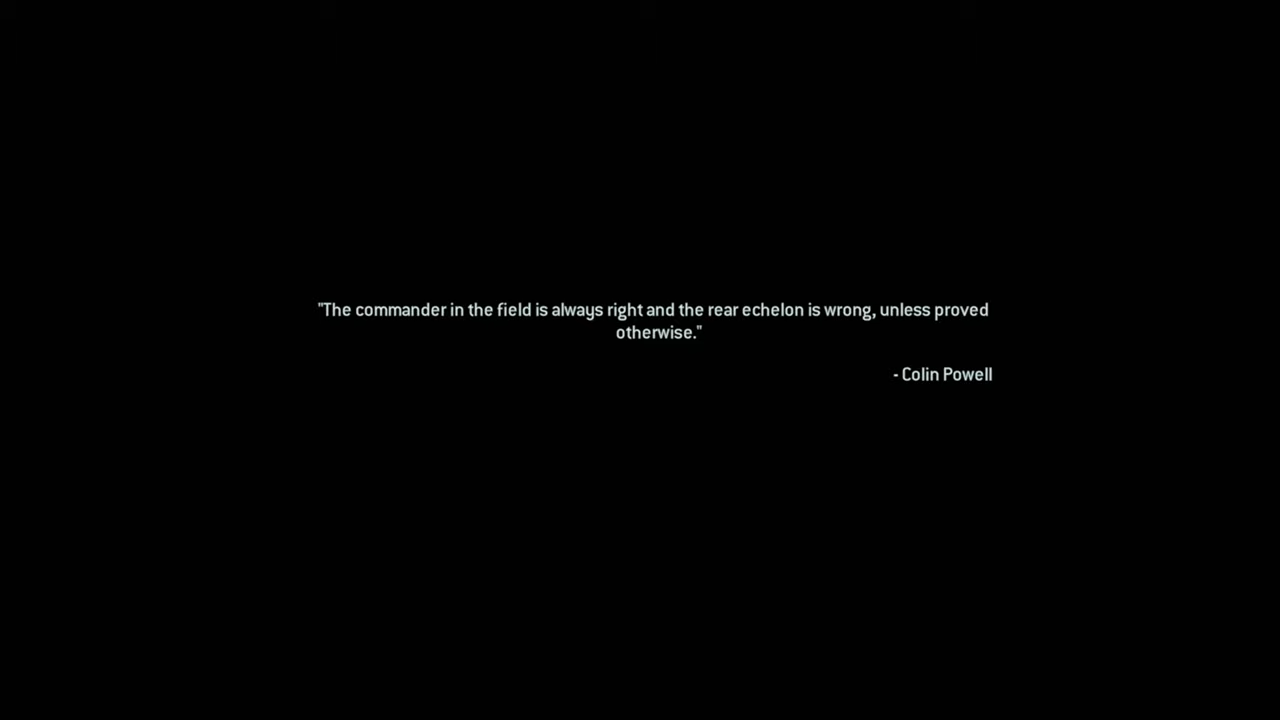 "The commander in the field is always right and the rear echelon is wrong, unless proved
otherwise."
- Colin Powell